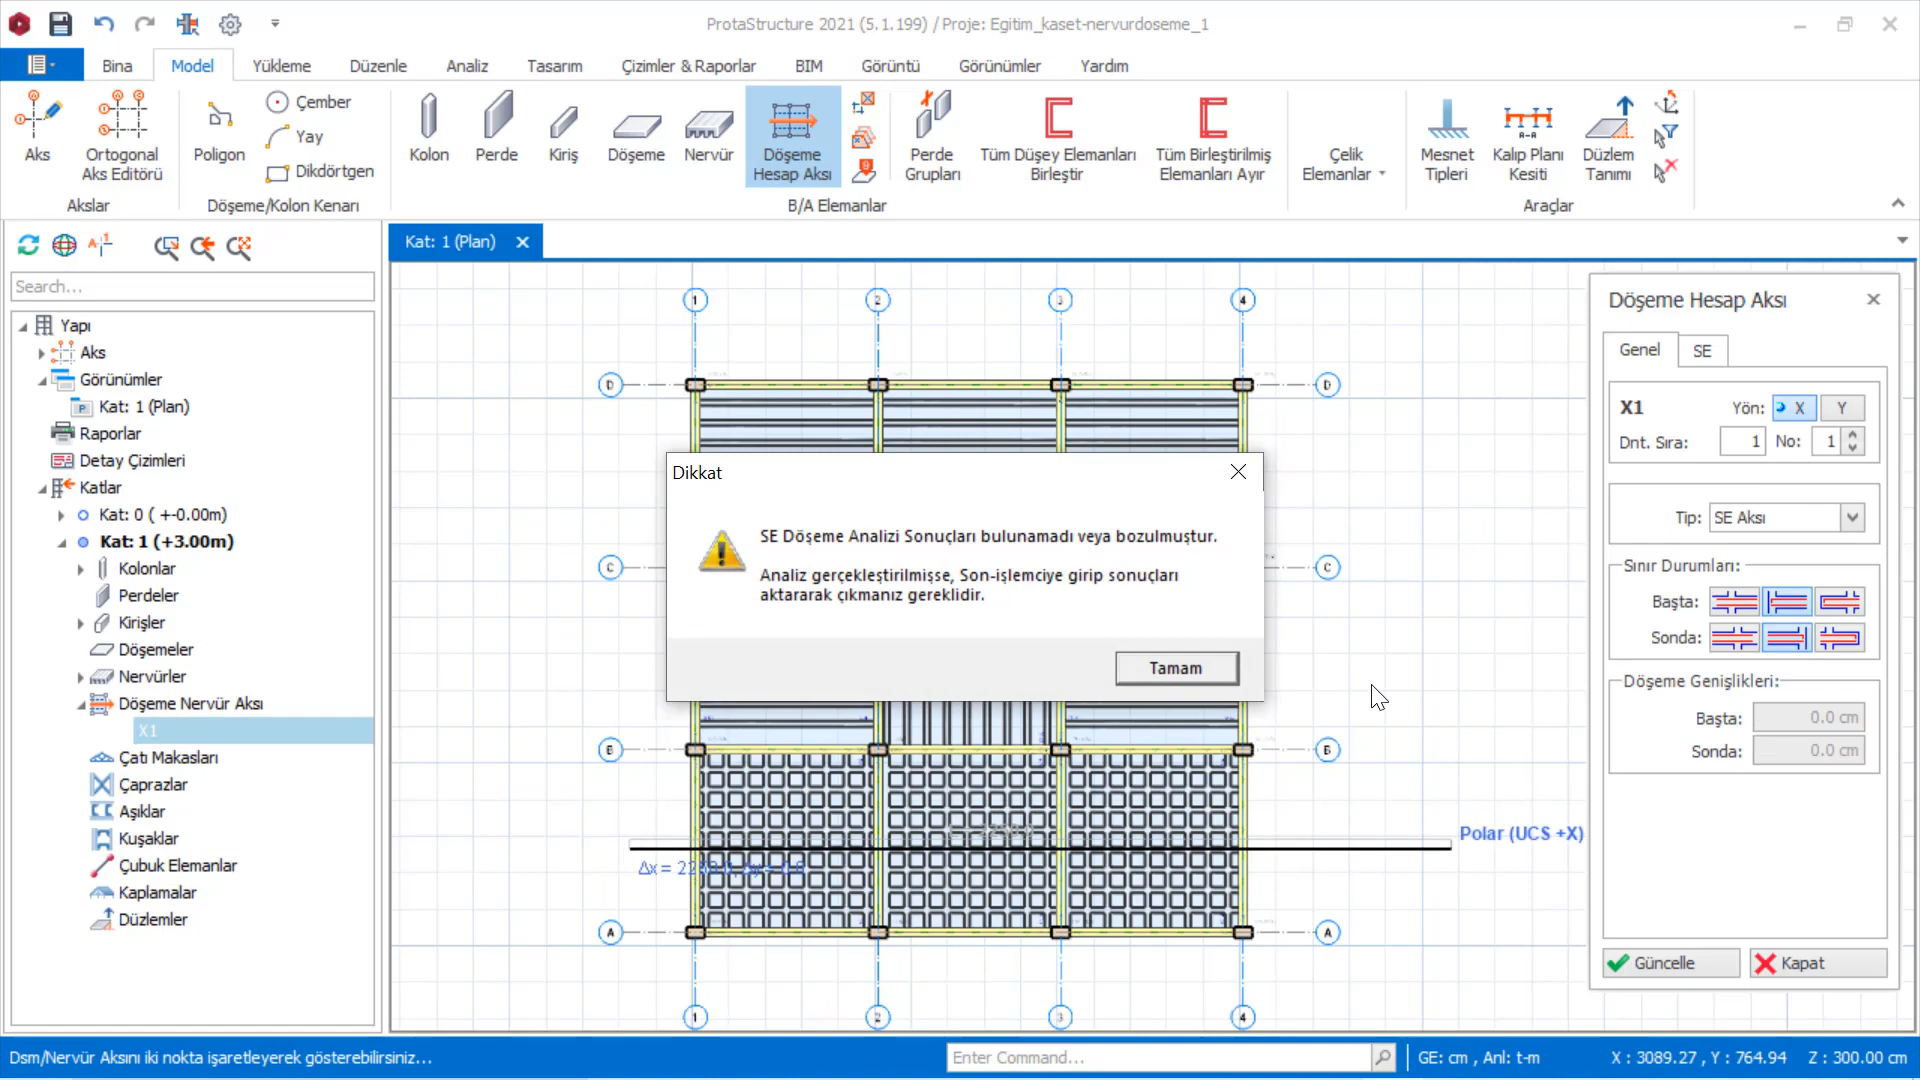 ProtaStructure 2021 (5.1.199) / Proje: Egitim_kaset-nervurdoseme_1
Bina
Model
Yükleme
Düzenle
Analiz
Tasarım
Çizimler & Raporlar
BIM
Görüntü
Görünümler
Yardım
Aks
Ortogonal
Aks Editörü
Akslar
Poligon
Çember
Yay
Dikdörtgen
Döşeme/Kolon Kenarı
Kolon
Perde
Kiriş
Döşeme
Nervür
Döşeme
Hesap Aksı
Perde
Grupları
Tüm Düşey Elemanları
Birleştir
Tüm Birleştirilmiş
Elemanları Ayır
B/A Elemanlar
Çelik
Elemanlar
Mesnet
Tipleri
Kalıp Planı
Kesiti
Düzlem
Tanımı
Araçlar
Search...
Yapı
Aks
Görünümler
Kat: 1 (Plan)
Raporlar
Detay Çizimleri
Katlar
Kat: 0 ( +-0.00m)
Kat: 1 (+3.00m)
Kolonlar
Perdeler
Kirişler
Döşemeler
Nervürler
Döşeme Nervür Aksı
X1
Çatı Makasları
Çaprazlar
Aşıklar
Kuşaklar
Çubuk Elemanlar
Kaplamalar
Düzlemler
Kat: 1 (Plan)
1 2 3 4
D D
C C
B B
A A
1 2 3 4
Polar (UCS +X)
Dikkat
SE Döşeme Analizi Sonuçları bulunamadı veya bozulmuştur.
Analiz gerçekleştirilmişse, Son-işlemciye girip sonuçları
aktararak çıkmanız gereklidir.
Tamam
Döşeme Hesap Aksı
Genel
SE
X1
Yön: X Y
Dnt. Sıra: 1 No: 1
Tip: SE Aksı
Sınır Durumları:
Başta:
Sonda:
Döşeme Genişlikleri:
Başta: 0.0 cm
Sonda: 0.0 cm
Güncelle
Kapat
Dsm/Nervür Aksını iki nokta işaretleyerek gösterebilirsiniz...
Enter Command...
GE: cm , Anl: t-m
X : 3089.27 , Y : 764.94
Z : 300.00 cm